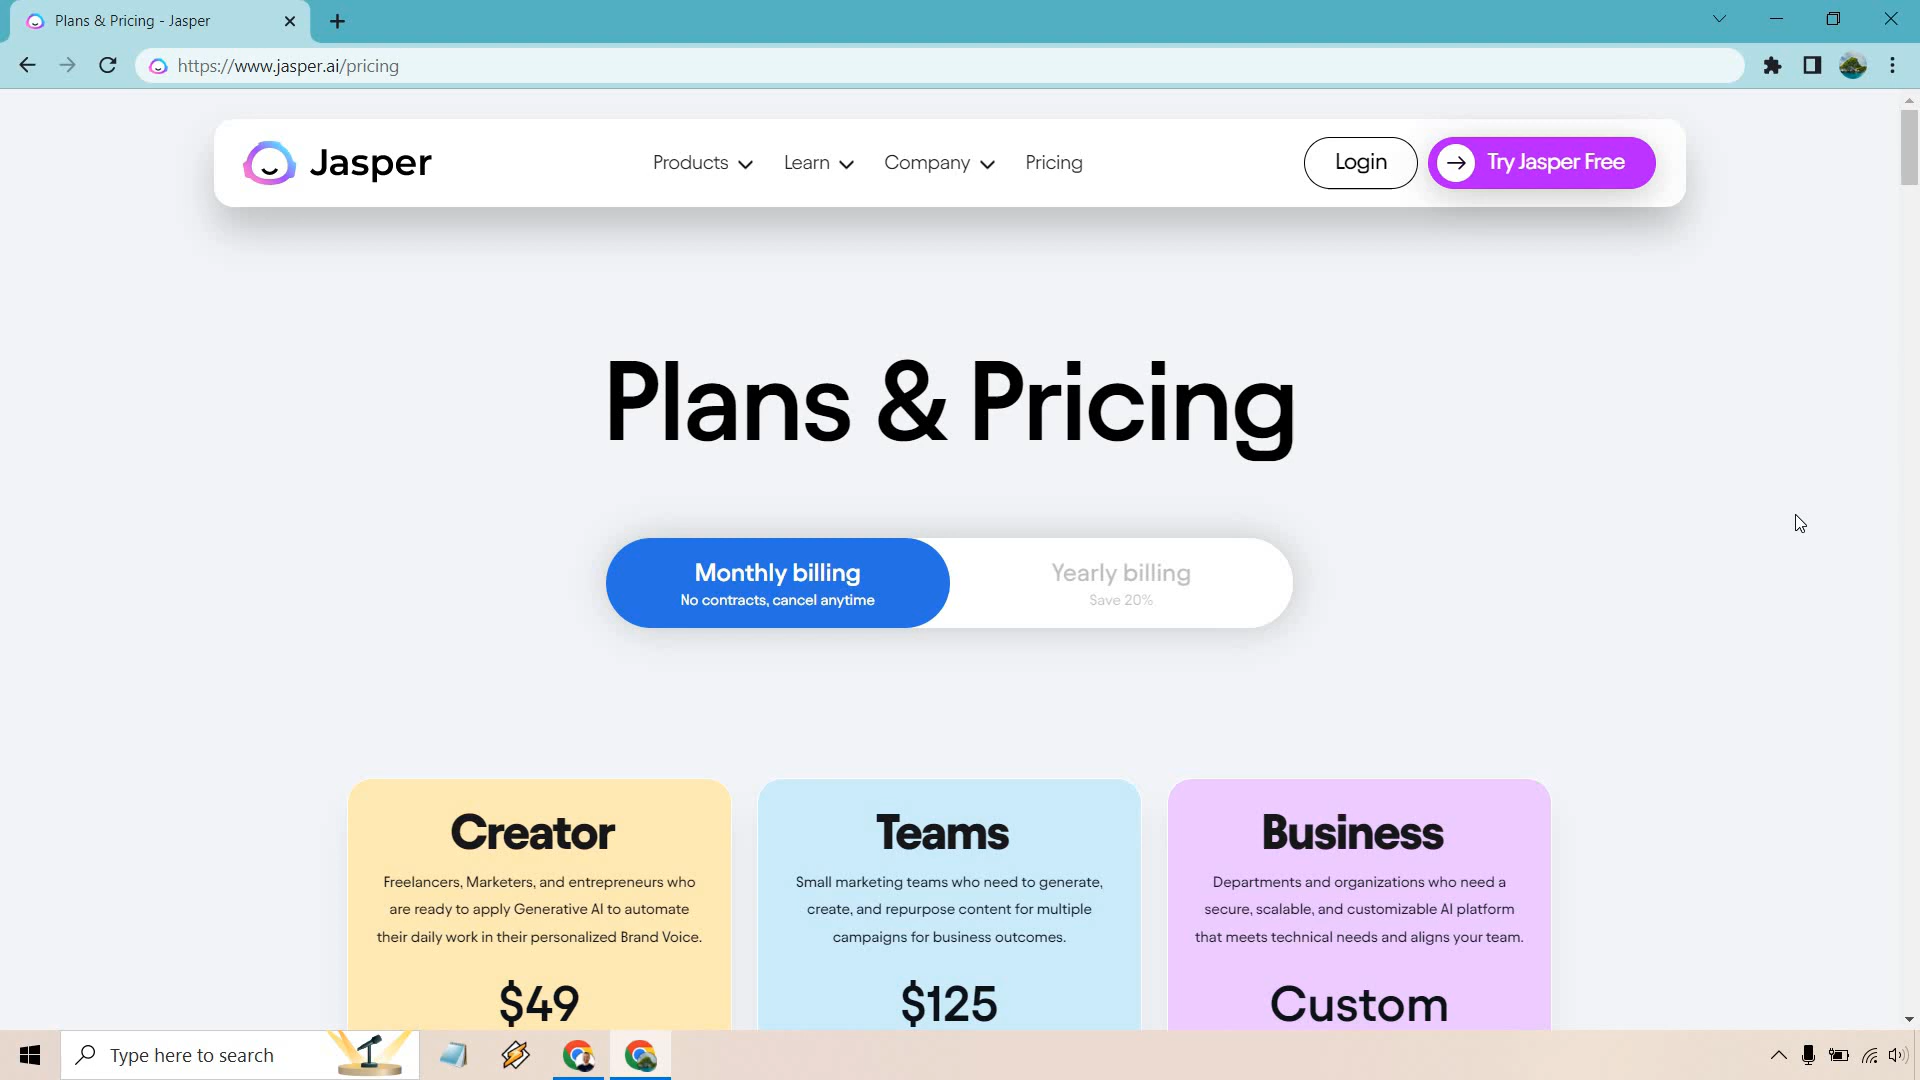 Plans & Pricing - Jasper
https://www.jasper.ai/pricing
Jasper
Products
Learn
Company
Pricing
Login
Try Jasper Free
Plans & Pricing
Monthly billing
No contracts, cancel anytime
Yearly billing
Save 20%
Creator
Freelancers, Marketers, and entrepreneurs who
are ready to apply Generative AI to automate
their daily work in their personalized Brand Voice.
$49
Teams
Small marketing teams who need to generate,
create, and repurpose content for multiple
campaigns for business outcomes.
$125
Business
Departments and organizations who need a
secure, scalable, and customizable AI platform
that meets technical needs and aligns your team.
Custom
Type here to search